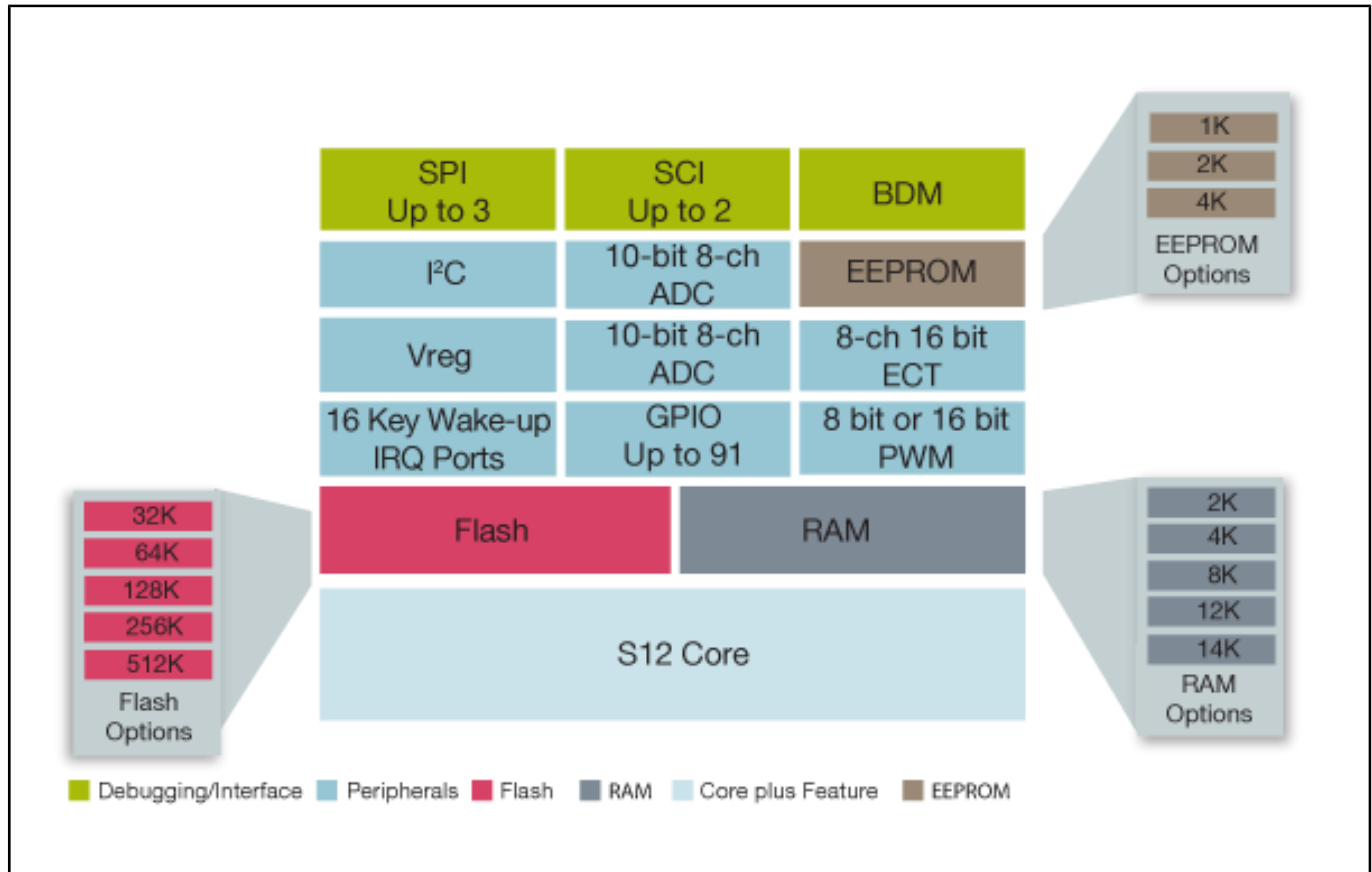 SPI
Up to 3
SCI
Up to 2
BDM
I²C
10-bit 8-ch
ADC
EEPROM
Vreg
10-bit 8-ch
ADC
8-ch 16 bit
ECT
16 Key Wake-up
IRQ Ports
GPIO
Up to 91
8 bit or 16 bit
PWM
Flash
RAM
S12 Core
1K
2K
4K
EEPROM
Options
32K
64K
128K
256K
512K
Flash
Options
2K
4K
8K
12K
14K
RAM
Options
Debugging/Interface
Peripherals
Flash
RAM
Core plus Feature
EEPROM